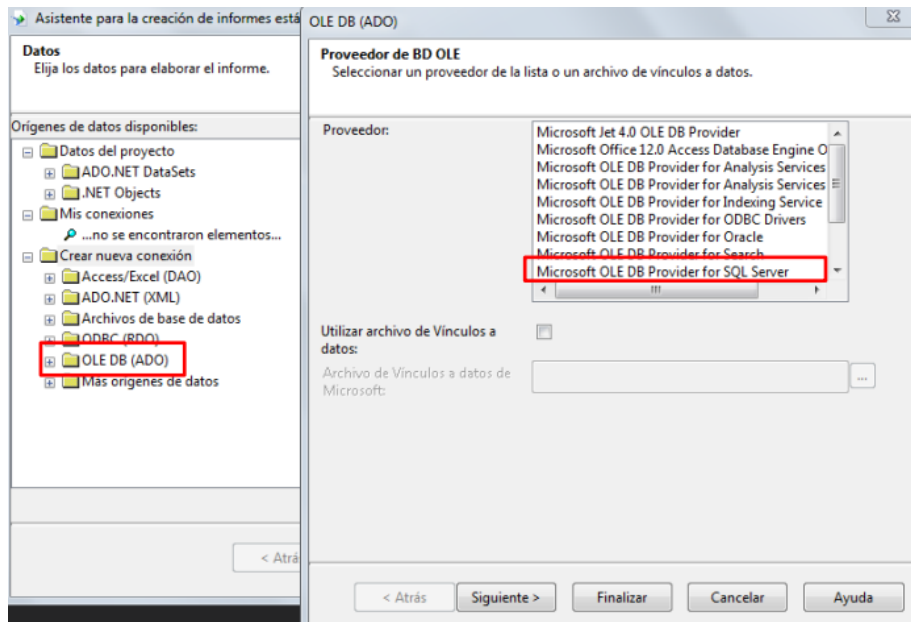 Asistente para la creación de informes está
Datos
Elija los datos para elaborar el informe.
Orígenes de datos disponibles:
Datos del proyecto
ADO.NET DataSets
.NET Objects
Mis conexiones
...no se encontraron elementos...
Crear nueva conexión
Access/Excel (DAO)
ADO.NET (XML)
Archivos de base de datos
ODBC (RDO)
OLE DB (ADO)
Más orígenes de datos
< Atrá
OLE DB (ADO)
Proveedor de BD OLE
Seleccionar un proveedor de la lista o un archivo de vínculos a datos.
Proveedor:
Microsoft Jet 4.0 OLE DB Provider
Microsoft Office 12.0 Access Database Engine O
Microsoft OLE DB Provider for Analysis Services
Microsoft OLE DB Provider for Analysis Services
Microsoft OLE DB Provider for Indexing Service
Microsoft OLE DB Provider for ODBC Drivers
Microsoft OLE DB Provider for Oracle
Microsoft OLE DB Provider for Search
Microsoft OLE DB Provider for SQL Server
Utilizar archivo de Vínculos a
datos:
Archivo de Vínculos a datos de
Microsoft:
...
< Atrás
Siguiente >
Finalizar
Cancelar
Ayuda